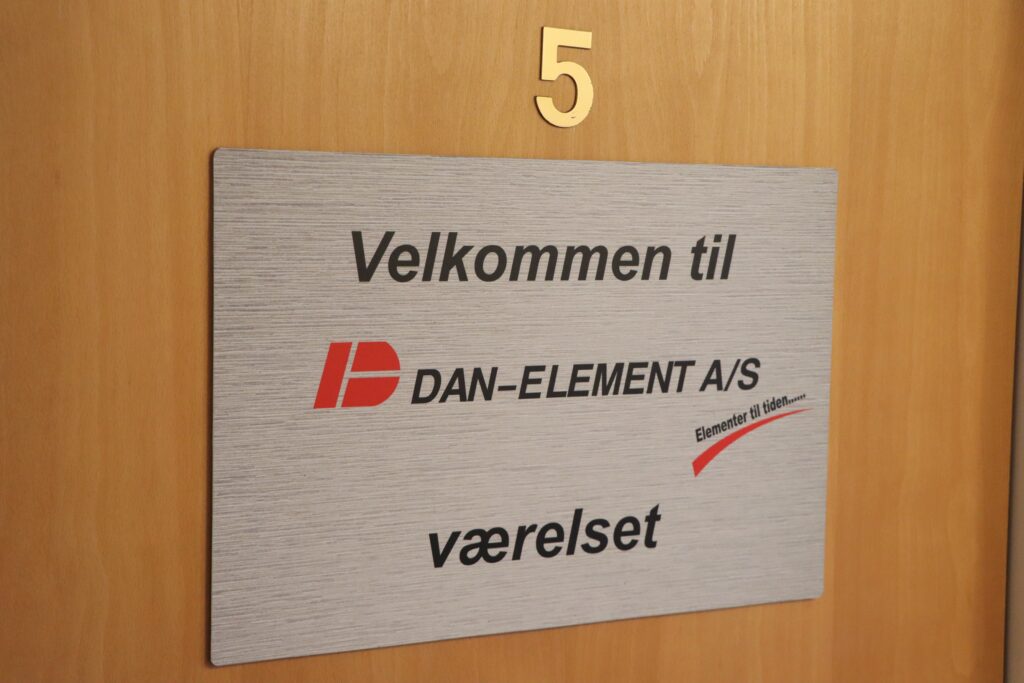 5
Velkommen til
DAN-ELEMENT A/S
Elementer til tiden......
værelset